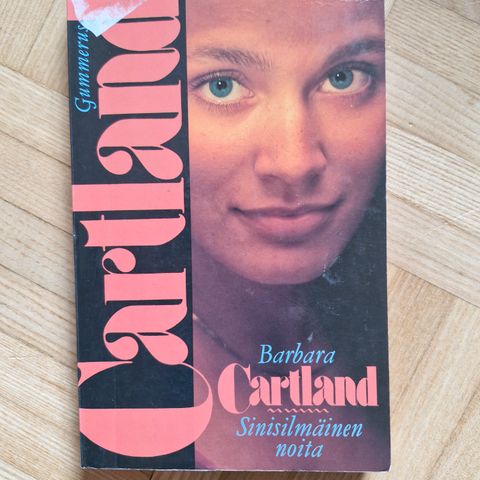 Gummerus
Cartland
Barbara
Cartland
Sinisilmäinen
noita